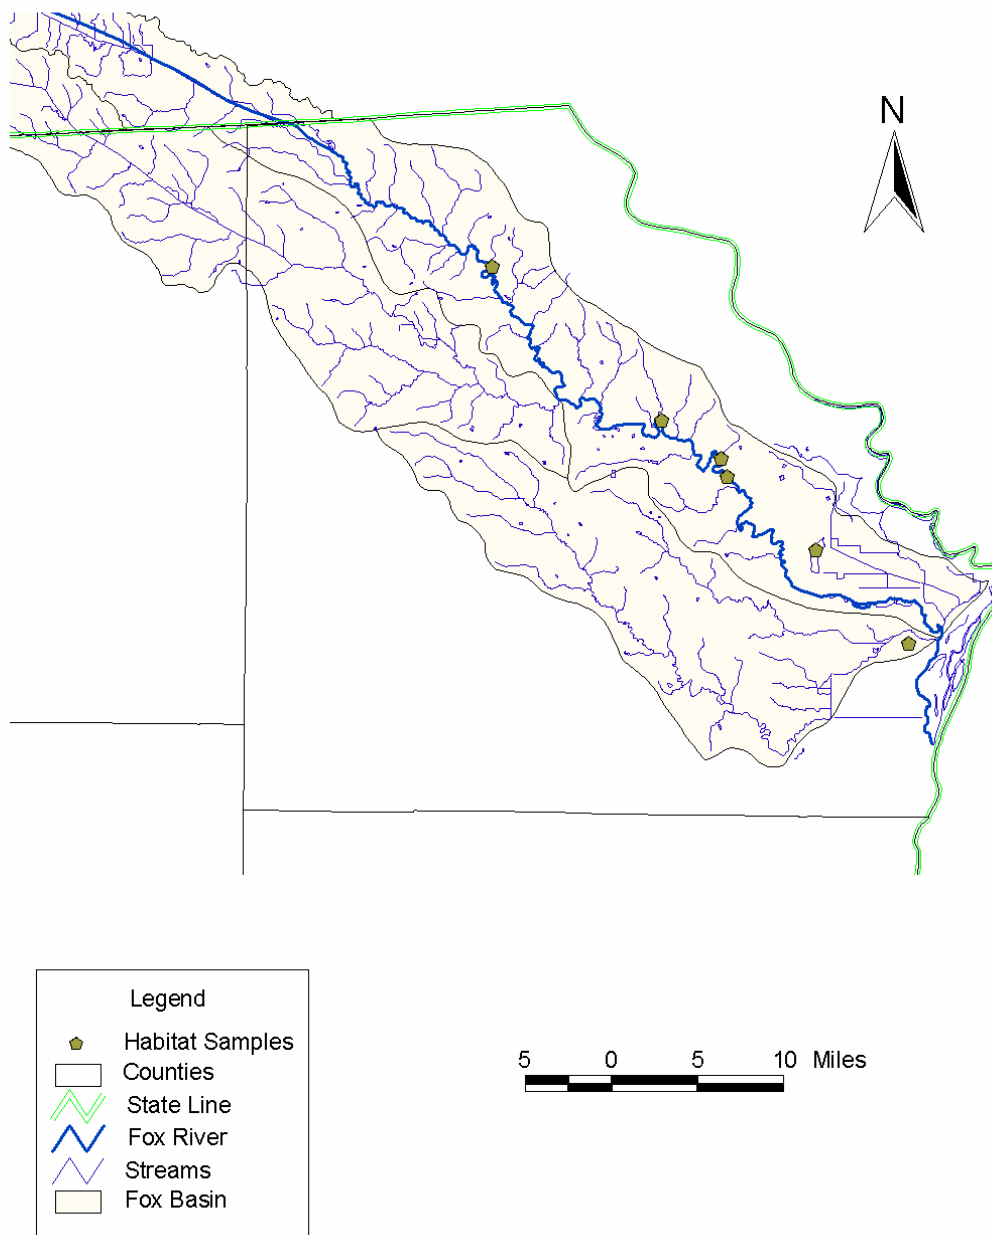 N
Legend
Habitat Samples
Counties
State Line
Fox River
Streams
Fox Basin
5 0 5 10 Miles